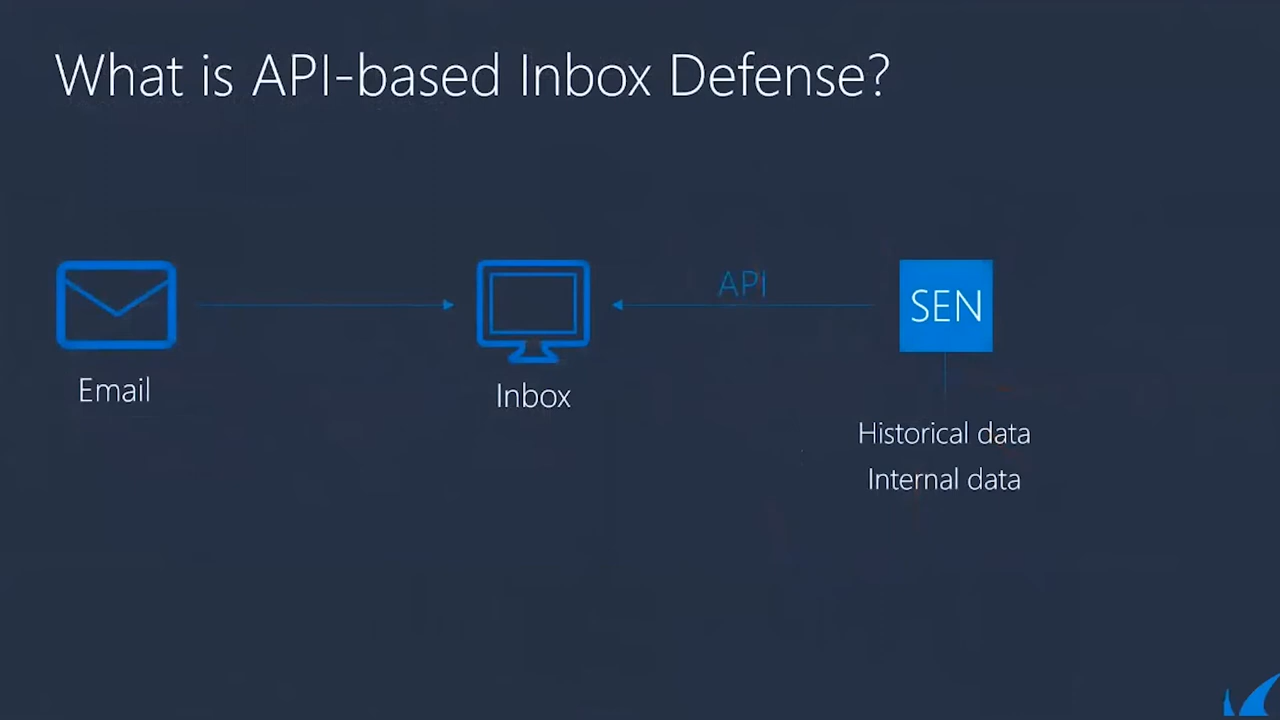 What is API-based Inbox Defense?
API
SEN
Email
Inbox
Historical data
Internal data